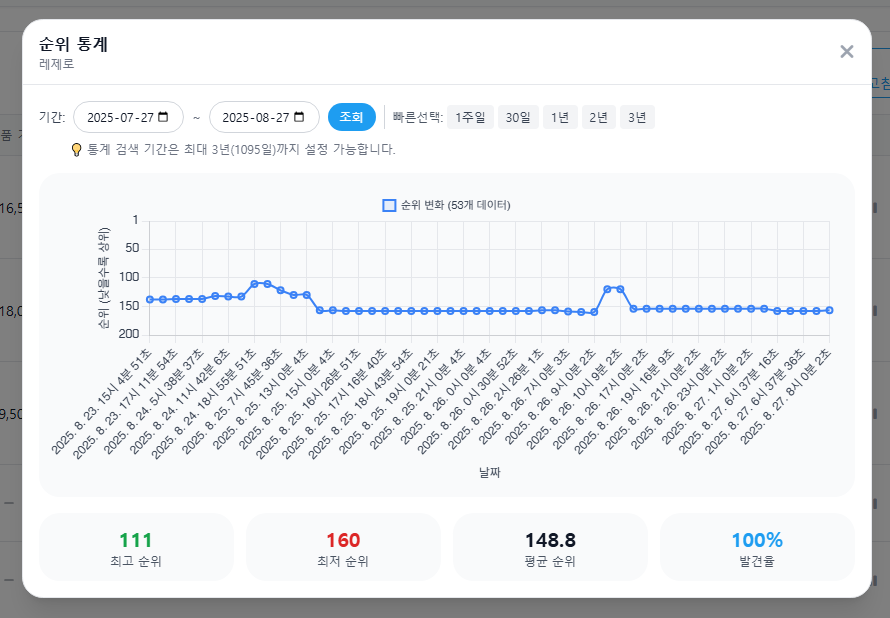 순위 통계
레제로
기간: 2025-07-27 ~ 2025-08-27 조회 빠른선택: 1주일 30일 1년 2년 3년
통계 검색 기간은 최대 3년(1095일)까지 설정 가능합니다.
순위 변화 (53개 데이터)
순위 (낮을수록 상위)
1
50
100
150
200
2025. 8. 23. 15시 4분 51초
2025. 8. 23. 17시 11분 54초
2025. 8. 24. 5시 38분 37초
2025. 8. 24. 11시 42분 6초
2025. 8. 24. 18시 55분 51초
2025. 8. 25. 7시 45분 36초
2025. 8. 25. 13시 0분 4초
2025. 8. 25. 15시 0분 4초
2025. 8. 25. 16시 26분 51초
2025. 8. 25. 17시 16분 40초
2025. 8. 25. 18시 43분 54초
2025. 8. 25. 19시 0분 21초
2025. 8. 25. 21시 0분 4초
2025. 8. 26. 0시 0분 4초
2025. 8. 26. 0시 30분 52초
2025. 8. 26. 2시 26분 1초
2025. 8. 26. 7시 0분 3초
2025. 8. 26. 9시 0분 2초
2025. 8. 26. 10시 9분 2초
2025. 8. 26. 17시 0분 2초
2025. 8. 26. 19시 16분 9초
2025. 8. 26. 21시 0분 2초
2025. 8. 26. 23시 0분 2초
2025. 8. 27. 1시 0분 2초
2025. 8. 27. 6시 37분 16초
2025. 8. 27. 6시 37분 36초
2025. 8. 27. 8시 0분 2초
날짜
111 160 148.8 100%
최고 순위 최저 순위 평균 순위 발견율